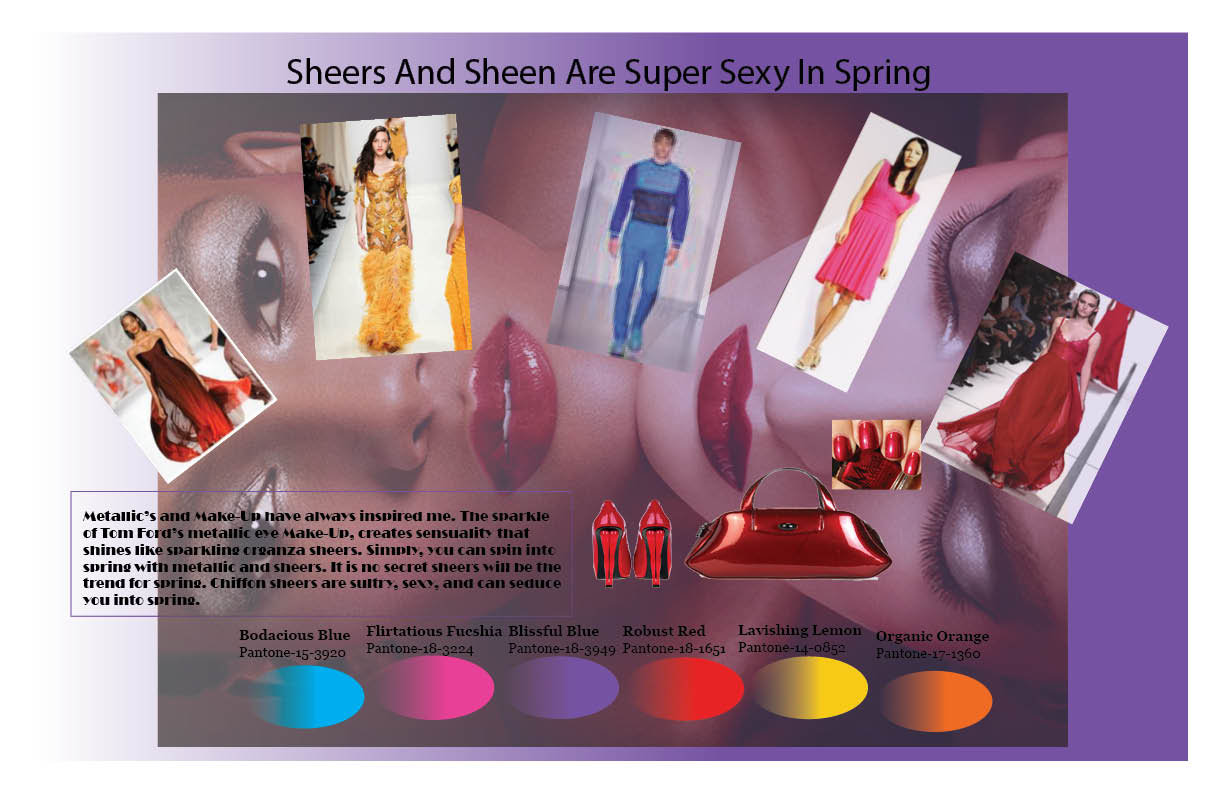 Sheers And Sheen Are Super Sexy In Spring
Metallic's and Make-Up have always inspired me. The sparkle
of Tom Ford's metallic eye Make-Up, creates sensuality that
shines like sparkling organza sheers. Simply, you can spin into
spring with metallic and sheers. It is no secret sheers will be the
trend for spring. Chiffon sheers are sultry, sexy, and can seduce
you into spring.
Bodacious Blue
Pantone-15-3920
Flirtatious Fucshia
Pantone-18-3224
Blissful Blue
Pantone-18-3949
Robust Red
Pantone-18-1651
Lavishing Lemon
Pantone-14-0852
Organic Orange
Pantone-17-1360